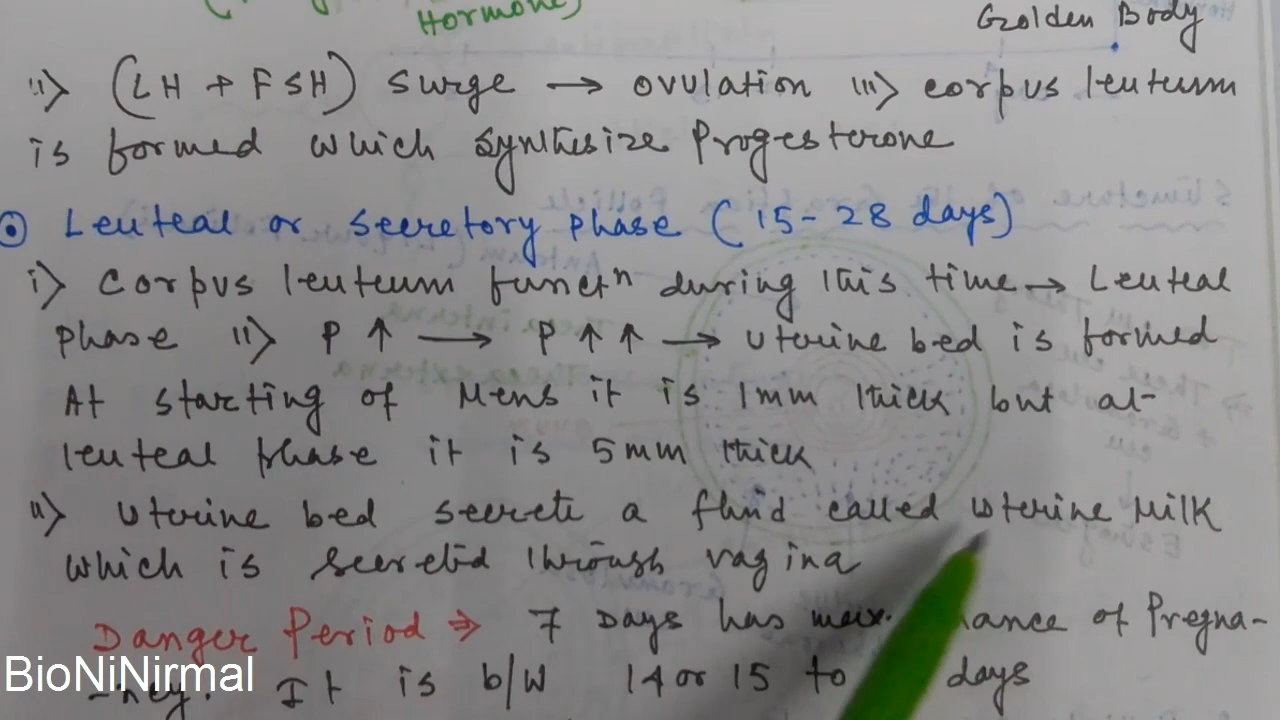 Hormone)
Golden Body
ii> (LH + FSH) surge → ovulation iii> corpus leuteum
is formed which synthesize Progesterone
Leuteal or secretory phase (15-28 days)
i> corpus leuteum functⁿ during this time → Leuteal
phase ii> P ↑ → P ↑↑ → uterine bed is formed
At starting of Mens it is 1mm thick but at-
leuteal phase it is 5mm thick
ii> Uterine bed secrete a fluid called uterine Milk
which is secreted through vagina
Danger Period ⇒ 7 Days has max. of Pregna-
-ncy. It is b/w 14 or 15 to days
BioNiNirmal